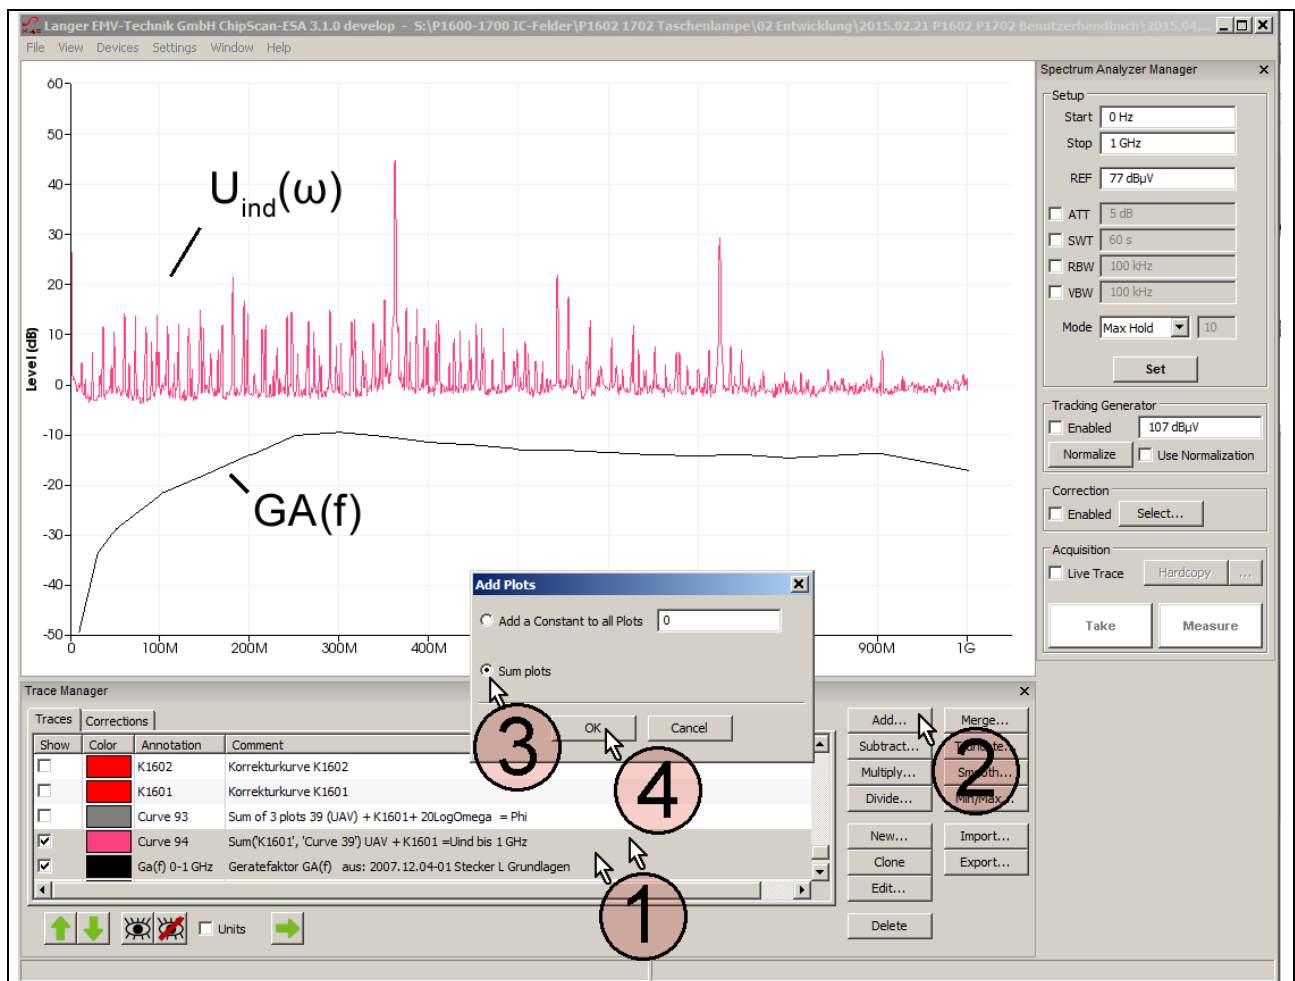 Langer EMV-Technik GmbH ChipScan-ESA 3.1.0 develop - S:\P1600-1700 IC-Felder\P1602 1702 Taschenlampe\02 Entwicklung\2015.02.21 P1602 P1702 Benutzerhandbuch\2015.04....
File View Devices Settings Window Help
60
50
40
30
20
10
0
-10
-20
-30
-40
-50
Level (dB)
Uind(ω)
GA(f)
0 100M 200M 300M 400M 900M 1G
Spectrum Analyzer Manager
Setup
Start 0 Hz
Stop 1 GHz
REF 77 dBµV
ATT 5 dB
SWT 60 s
RBW 100 kHz
VBW 100 kHz
Mode Max Hold 10
Set
Tracking Generator
Enabled 107 dBµV
Normalize Use Normalization
Correction
Enabled Select...
Acquisition
Live Trace Hardcopy ...
Take Measure
Add Plots
Add a Constant to all Plots 0
Sum plots
OK Cancel
3
4
Trace Manager
Traces Corrections
Show Color Annotation Comment
K1602 Korrekturkurve K1602
K1601 Korrekturkurve K1601
Curve 93 Sum of 3 plots 39 (UAV) + K1601+ 20LogOmega = Phi
Curve 94 Sum('K1601', 'Curve 39') UAV + K1601 =Uind bis 1 GHz
Ga(f) 0-1 GHz Geratefaktor GA(f) aus: 2007.12.04-01 Stecker L Grundlagen
1
Units
Add... Merge...
Subtract...
Multiply... Smooth...
Divide... Min/Max...
2
New... Import...
Clone Export...
Edit...
Delete